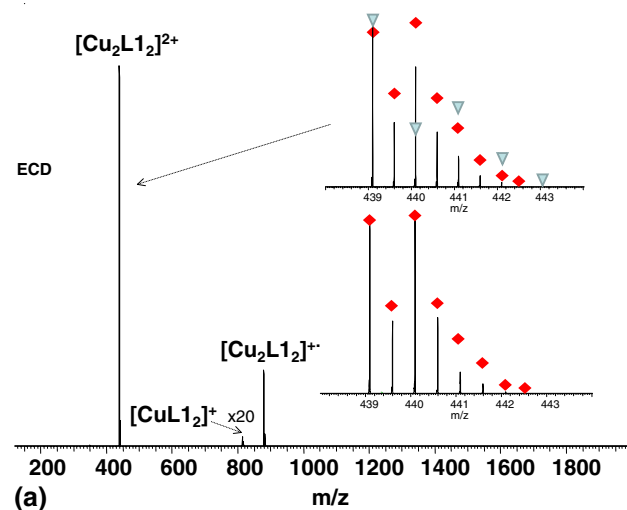 [Cu₂L1₂]²⁺
ECD
439 440 441 442 443
m/z
439 440 441 442 443
m/z
[Cu₂L1₂]⁺·
[CuL1₂]⁺ x20
200 400 600 800 1000 1200 1400 1600 1800
(a) m/z